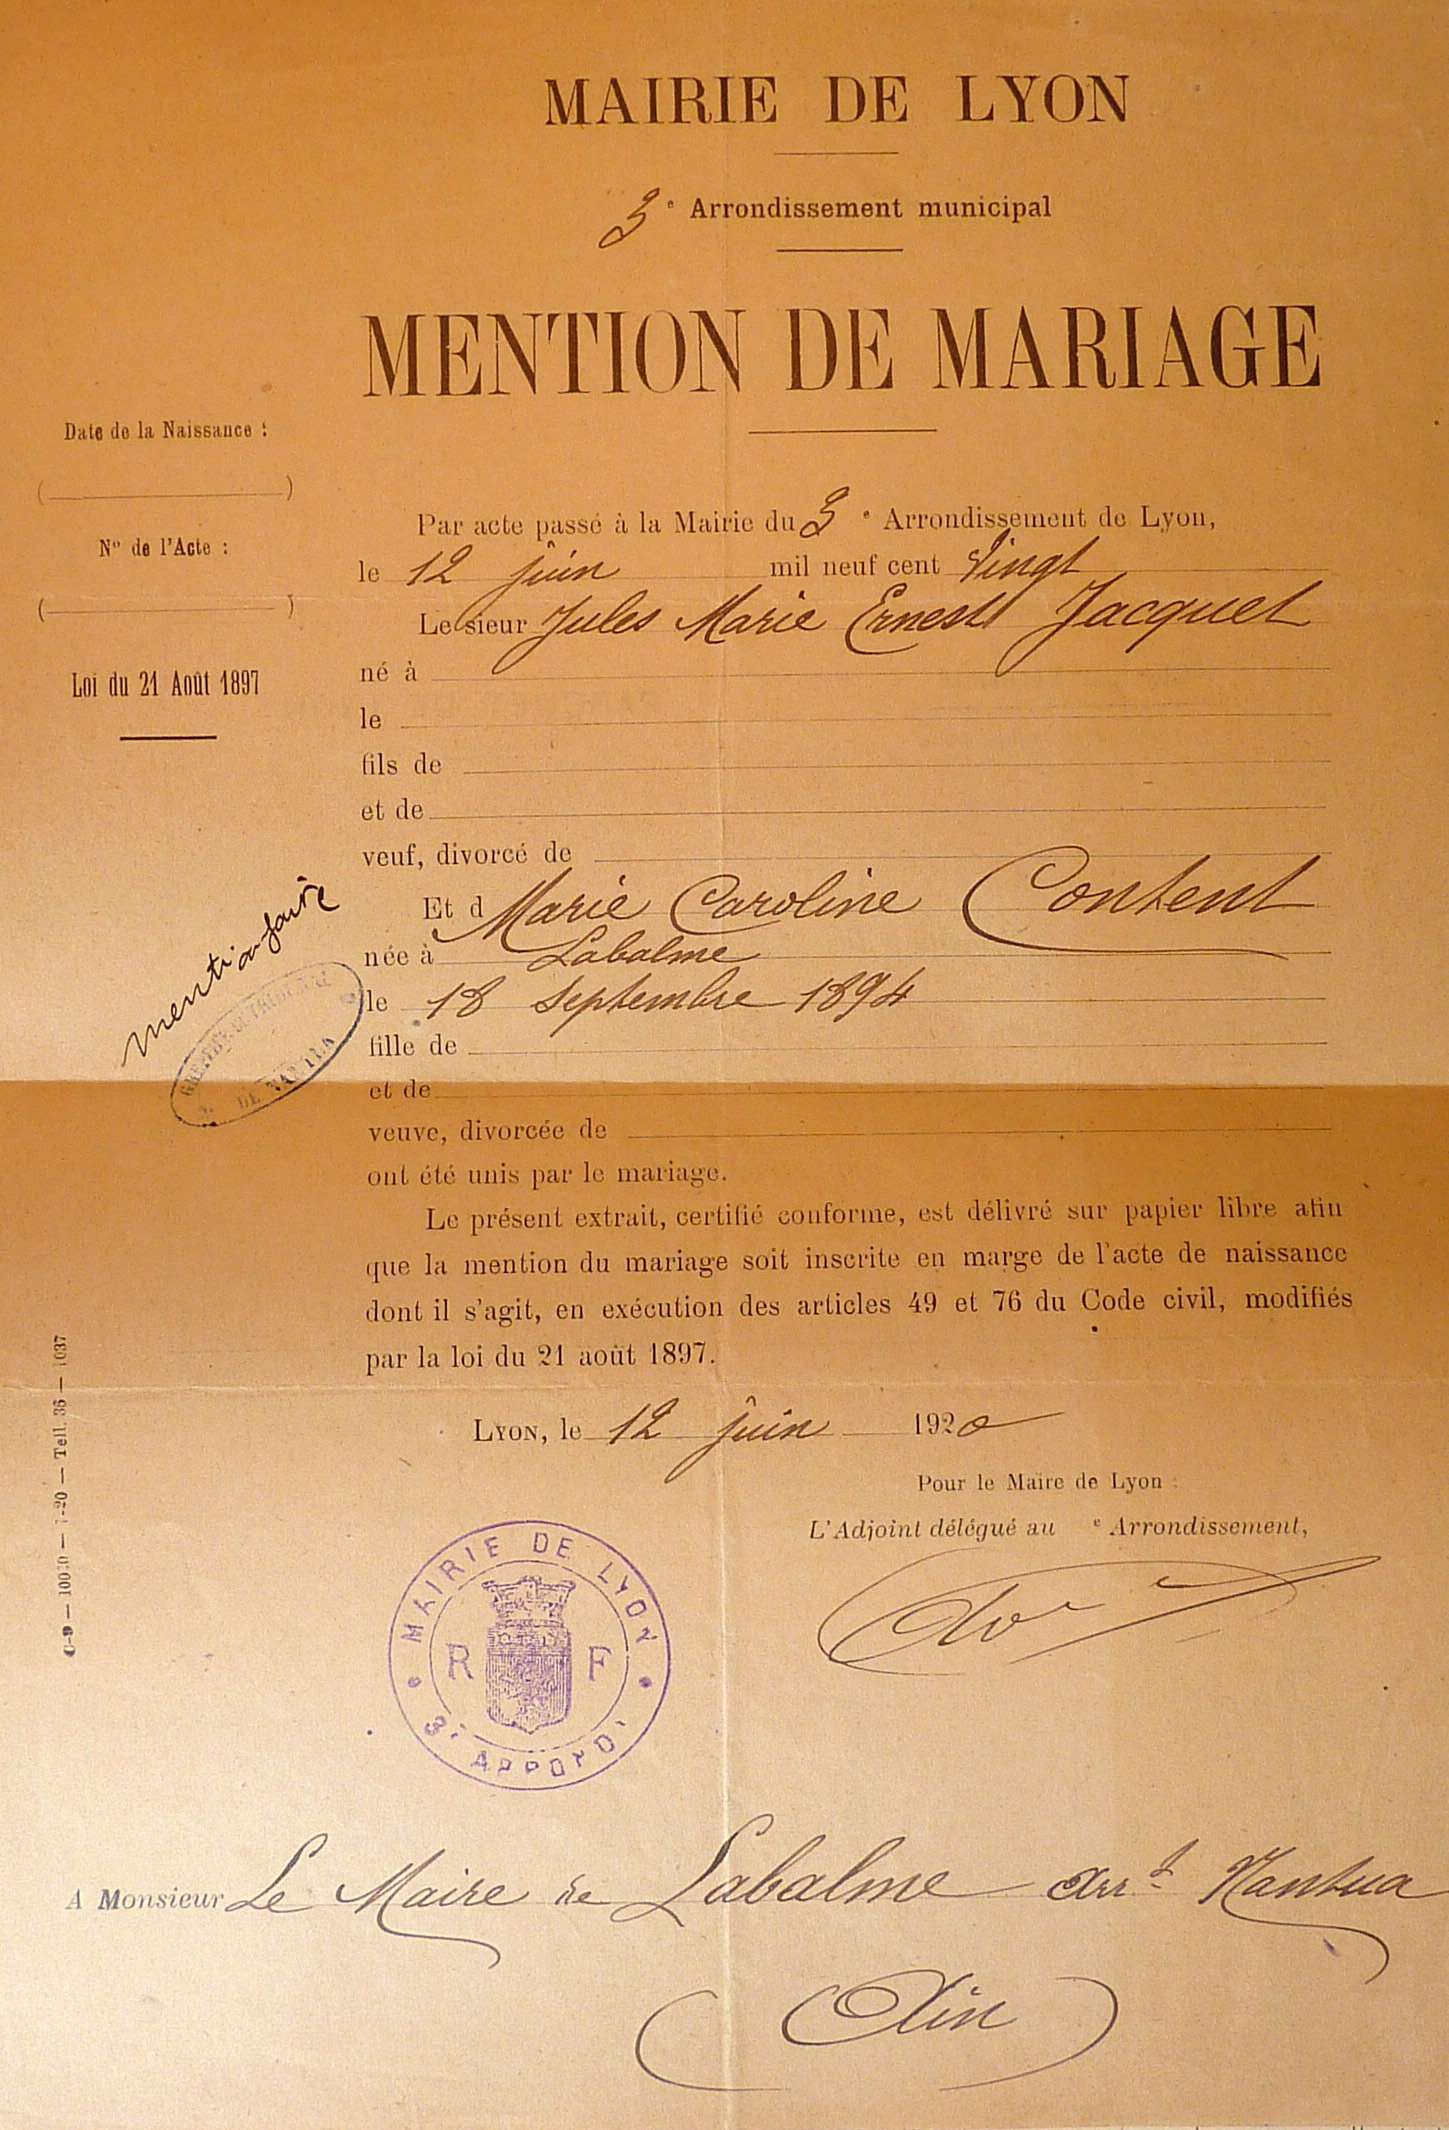 MAIRIE DE LYON
3e Arrondissement municipal
MENTION DE MARIAGE
Date de la Naissance :
( )
No de l'Acte :
( )
Loi du 21 Août 1897
Par acte passé à la Mairie du 3e Arrondissement de Lyon,
le 12 juin mil neuf cent Vingt
Le sieur Jules Marie Ernest Jacquet
né à
le
fils de
et de
veuf, divorcé de
Et d Marie Caroline Content
née à Labalme
le 18 Septembre 1894
fille de
et de
veuve, divorcée de
ont été unis par le mariage.
mention faite
DE NANTUA
Le présent extrait, certifié conforme, est délivré sur papier libre afin
que la mention du mariage soit inscrite en marge de l'acte de naissance
dont il s'agit, en exécution des articles 49 et 76 du Code civil, modifiés
par la loi du 21 août 1897.
Lyon, le 12 juin 1920
Pour le Maire de Lyon :
L'Adjoint délégué au e Arrondissement,
MAIRIE DE LYON
R F
3e ARRONDt
A Monsieur Le Maire de Labalme arrt Nantua
(Ain)